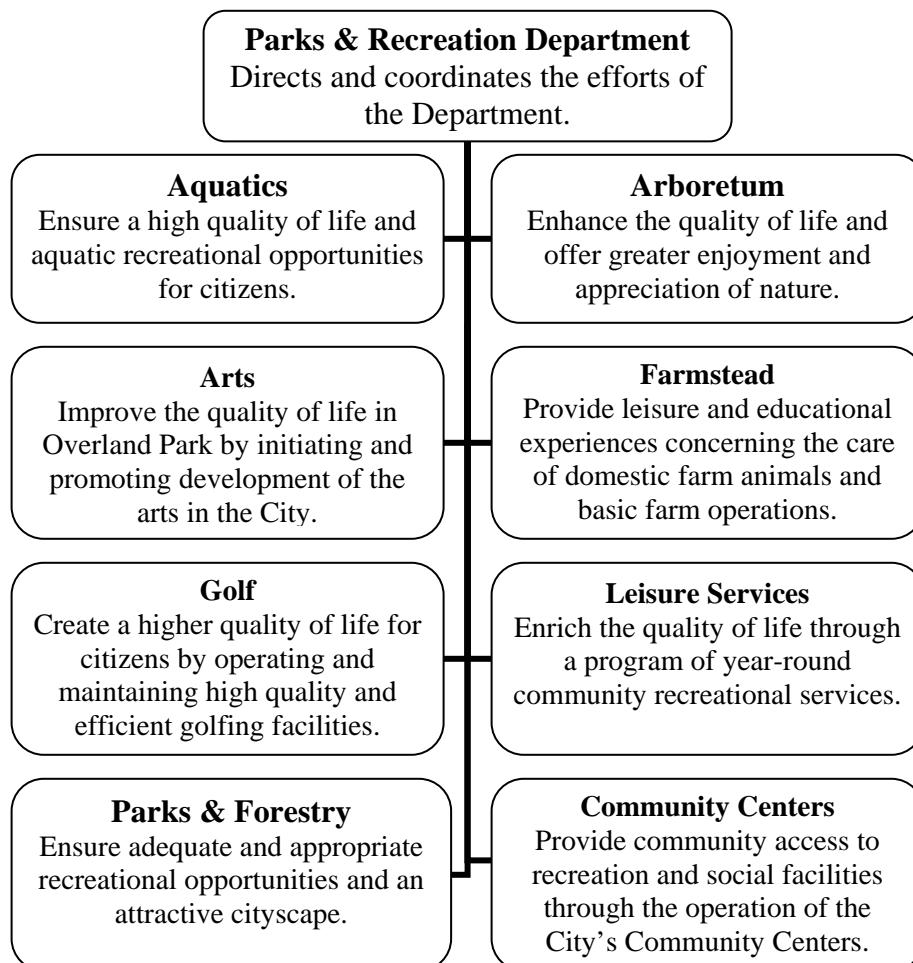 Parks & Recreation Department
Directs and coordinates the efforts of
the Department.
Aquatics
Ensure a high quality of life and
aquatic recreational opportunities
for citizens.
Arboretum
Enhance the quality of life and
offer greater enjoyment and
appreciation of nature.
Arts
Improve the quality of life in
Overland Park by initiating and
promoting development of the
arts in the City.
Farmstead
Provide leisure and educational
experiences concerning the care
of domestic farm animals and
basic farm operations.
Golf
Create a higher quality of life for
citizens by operating and
maintaining high quality and
efficient golfing facilities.
Leisure Services
Enrich the quality of life through
a program of year-round
community recreational services.
Parks & Forestry
Ensure adequate and appropriate
recreational opportunities and an
attractive cityscape.
Community Centers
Provide community access to
recreation and social facilities
through the operation of the
City’s Community Centers.